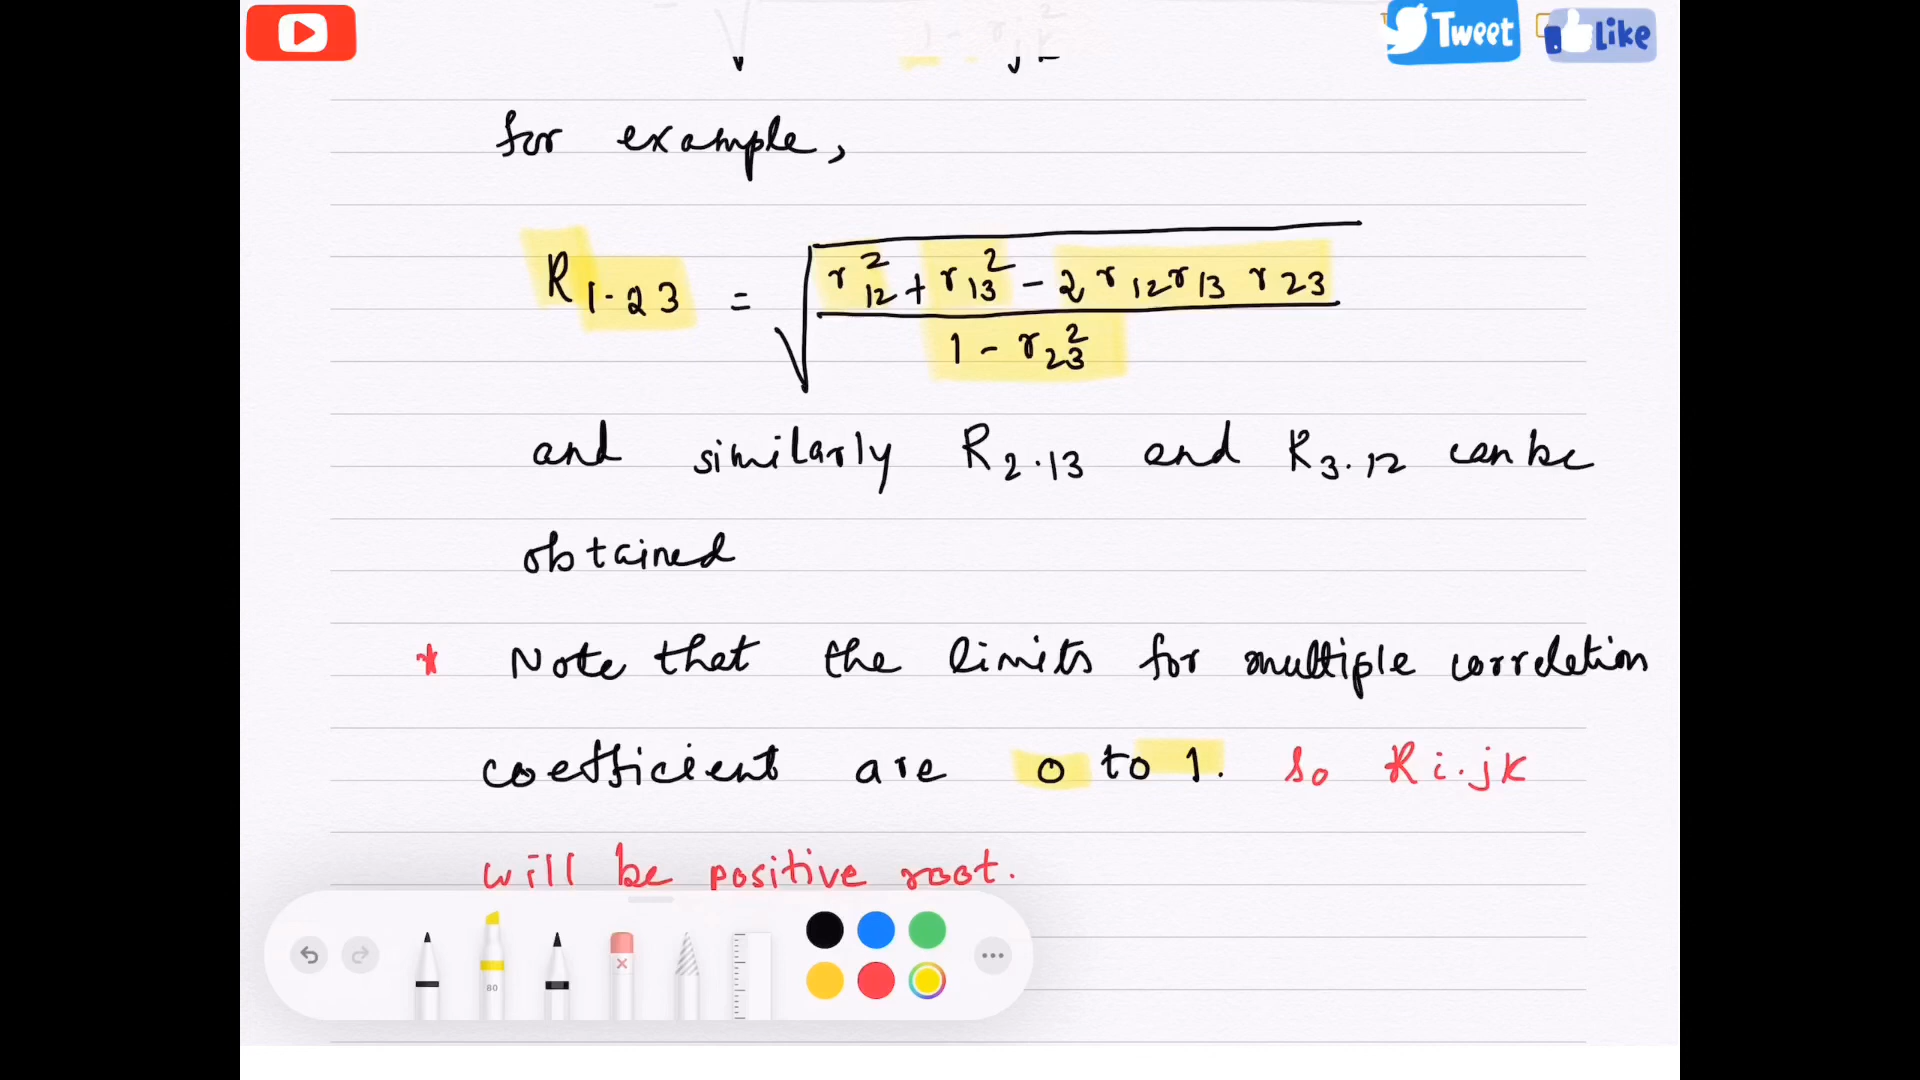 Tweet
Like
for example,
R₁.₂₃ = √((r₁₂² + r₁₃² - 2 r₁₂ r₁₃ r₂₃) / (1 - r₂₃²))
and similarly R₂.₁₃ and R₃.₁₂ can be
obtained
* Note that the limits for multiple correlation
coefficient are 0 to 1. So Ri.jk
will be positive root.
80